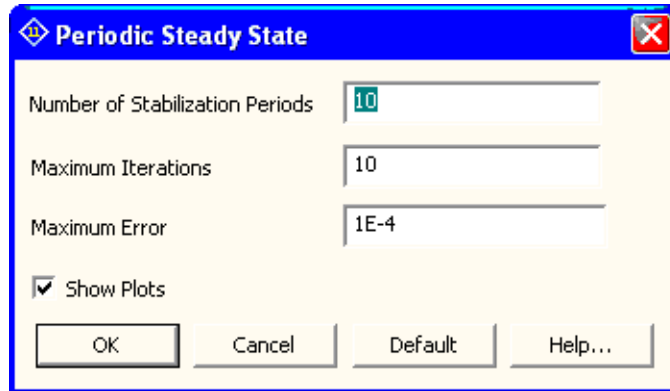 11 Periodic Steady State
Number of Stabilization Periods 10
Maximum Iterations 10
Maximum Error 1E-4
Show Plots
OK Cancel Default Help...